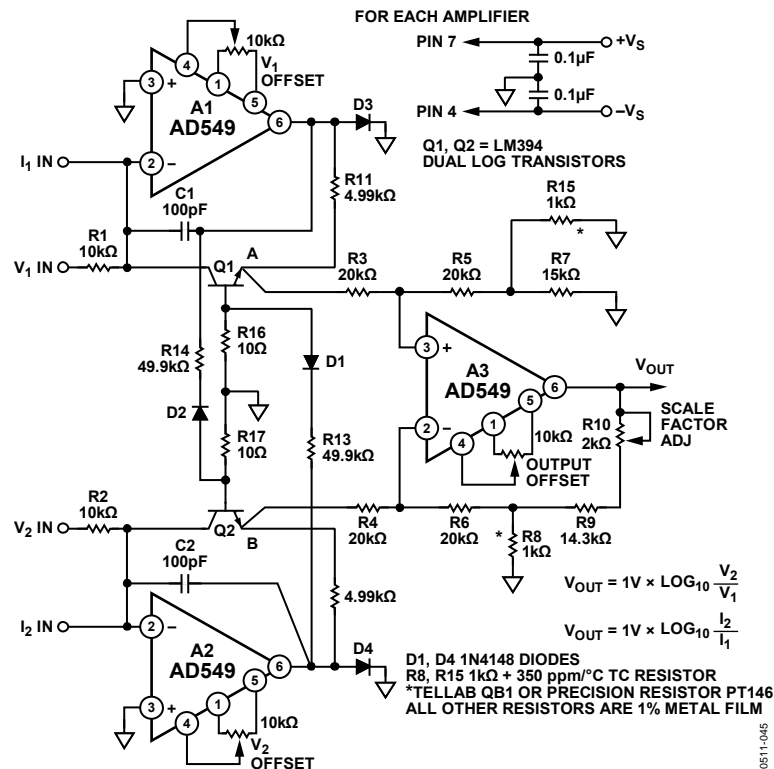 FOR EACH AMPLIFIER
PIN 7
+VS
0.1µF
0.1µF
PIN 4
–VS
Q1, Q2 = LM394
DUAL LOG TRANSISTORS
10kΩ
V1
OFFSET
4
1
5
3
+
A1
AD549
6
2
–
D3
I1 IN
C1
100pF
R11
4.99kΩ
R1
10kΩ
V1 IN
Q1
A
R15
1kΩ
*
R3
20kΩ
R5
20kΩ
R7
15kΩ
R16
10Ω
R14
49.9kΩ
D1
D2
R17
10Ω
R13
49.9kΩ
3
+
A3
AD549
6
5
1
4
2
–
10kΩ
OUTPUT
OFFSET
VOUT
R10
2kΩ
SCALE
FACTOR
ADJ
R2
10kΩ
V2 IN
Q2
B
R4
20kΩ
R6
20kΩ
R9
14.3kΩ
*
R8
1kΩ
C2
100pF
4.99kΩ
I2 IN
2
–
A2
AD549
6
5
1
4
3
+
10kΩ
V2
OFFSET
D4
VOUT = 1V × LOG10 V2/V1
VOUT = 1V × LOG10 I2/I1
D1, D4 1N4148 DIODES
R8, R15 1kΩ + 350 ppm/°C TC RESISTOR
*TELLAB QB1 OR PRECISION RESISTOR PT146
ALL OTHER RESISTORS ARE 1% METAL FILM
0511-045